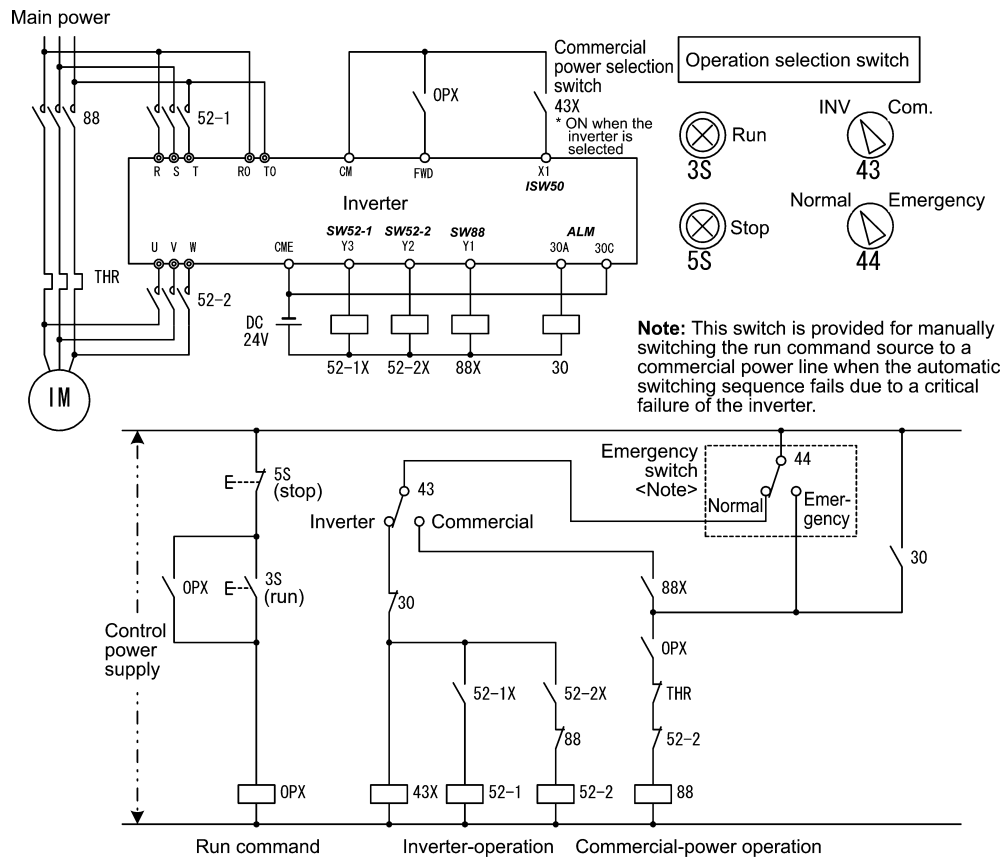 Main power
88
52-1
OPX
Commercial
power selection
switch
43X
* ON when the
inverter is
selected
Operation selection switch
Run
3S
INV
Com.
43
Stop
5S
Normal
Emergency
44
R
S
T
R0
T0
CM
FWD
X1
ISW50
Inverter
SW52-1
SW52-2
SW88
ALM
U
V
W
CME
Y3
Y2
Y1
30A
30C
THR
52-2
DC
24V
52-1X
52-2X
88X
30
IM
Note: This switch is provided for manually
switching the run command source to a
commercial power line when the automatic
switching sequence fails due to a critical
failure of the inverter.
Control
power
supply
5S
(stop)
OPX
3S
(run)
43
Inverter
Commercial
Emergency
switch
<Note>
44
Normal
Emer-
gency
30
30
88X
OPX
THR
52-2
52-1X
52-2X
88
OPX
43X
52-1
52-2
88
Run command
Inverter-operation
Commercial-power operation